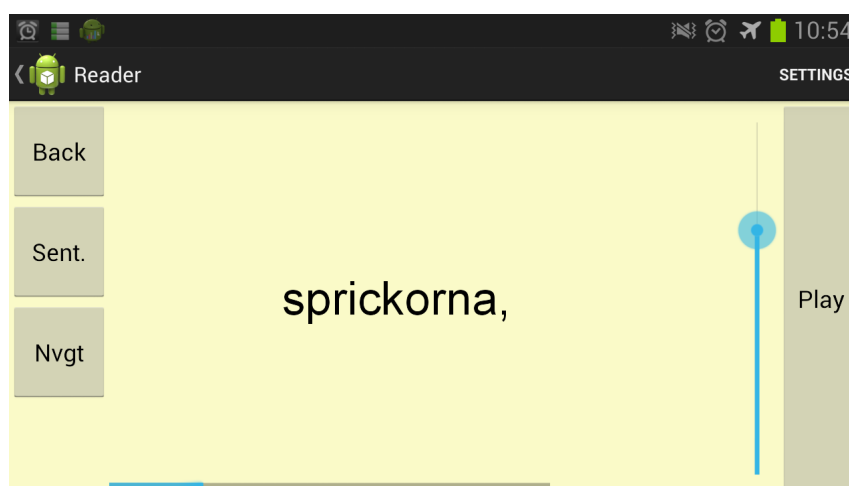 10:54
Reader
SETTINGS
Back
Sent.
sprickorna,
Play
Nvgt